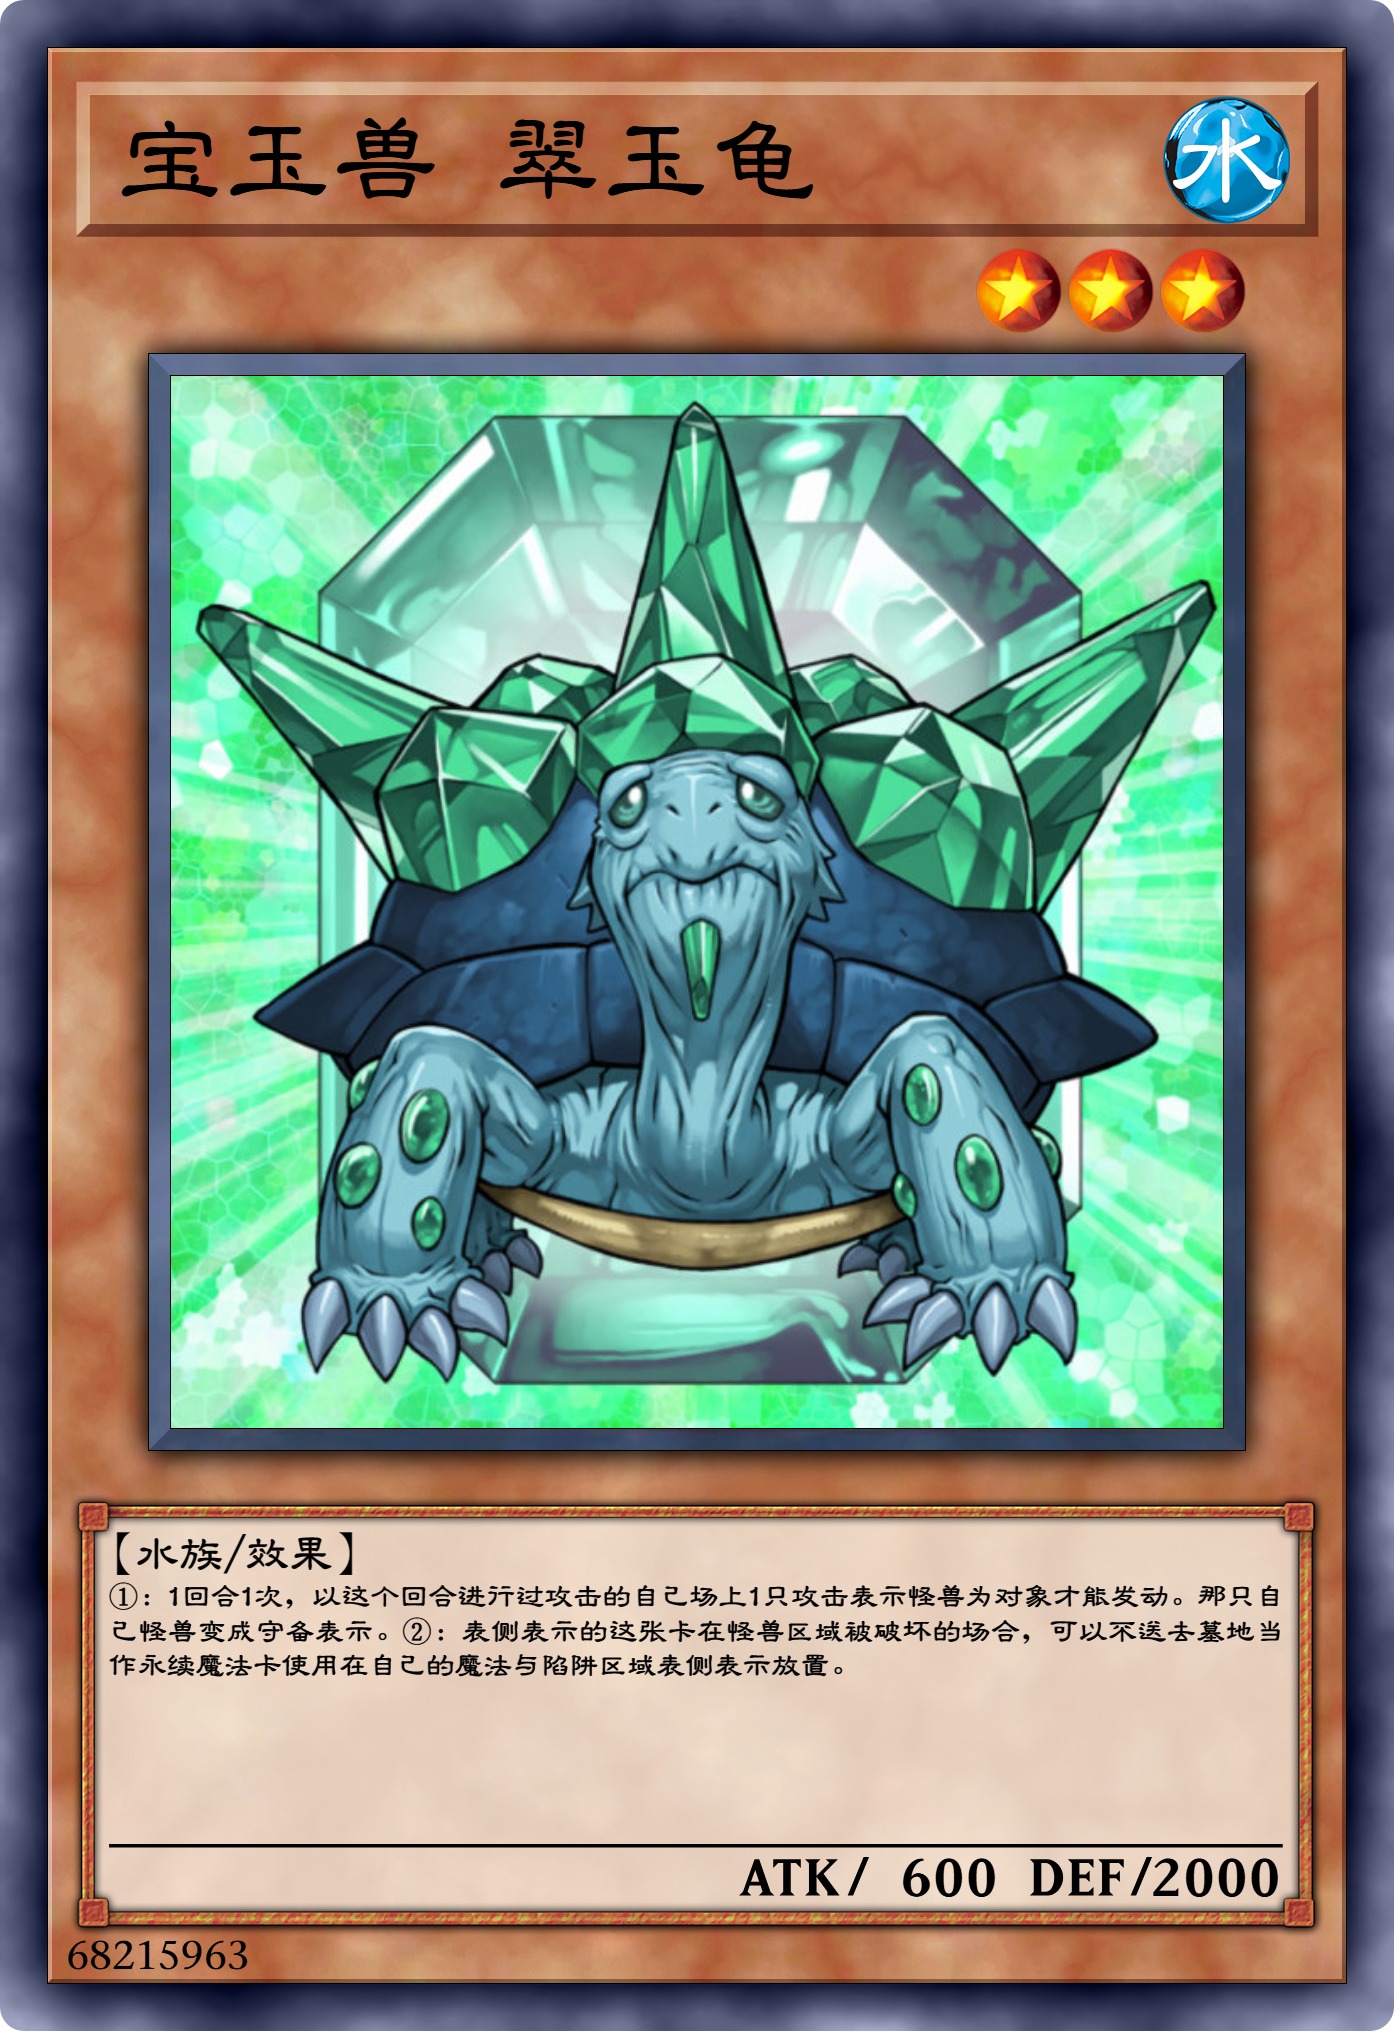 宝玉兽 翠玉龟
水
【水族/效果】
①：1回合1次，以这个回合进行过攻击的自己场上1只攻击表示怪兽为对象才能发动。那只自
己怪兽变成守备表示。②：表侧表示的这张卡在怪兽区域被破坏的场合，可以不送去墓地当
作永续魔法卡使用在自己的魔法与陷阱区域表侧表示放置。
ATK/ 600 DEF/2000
68215963